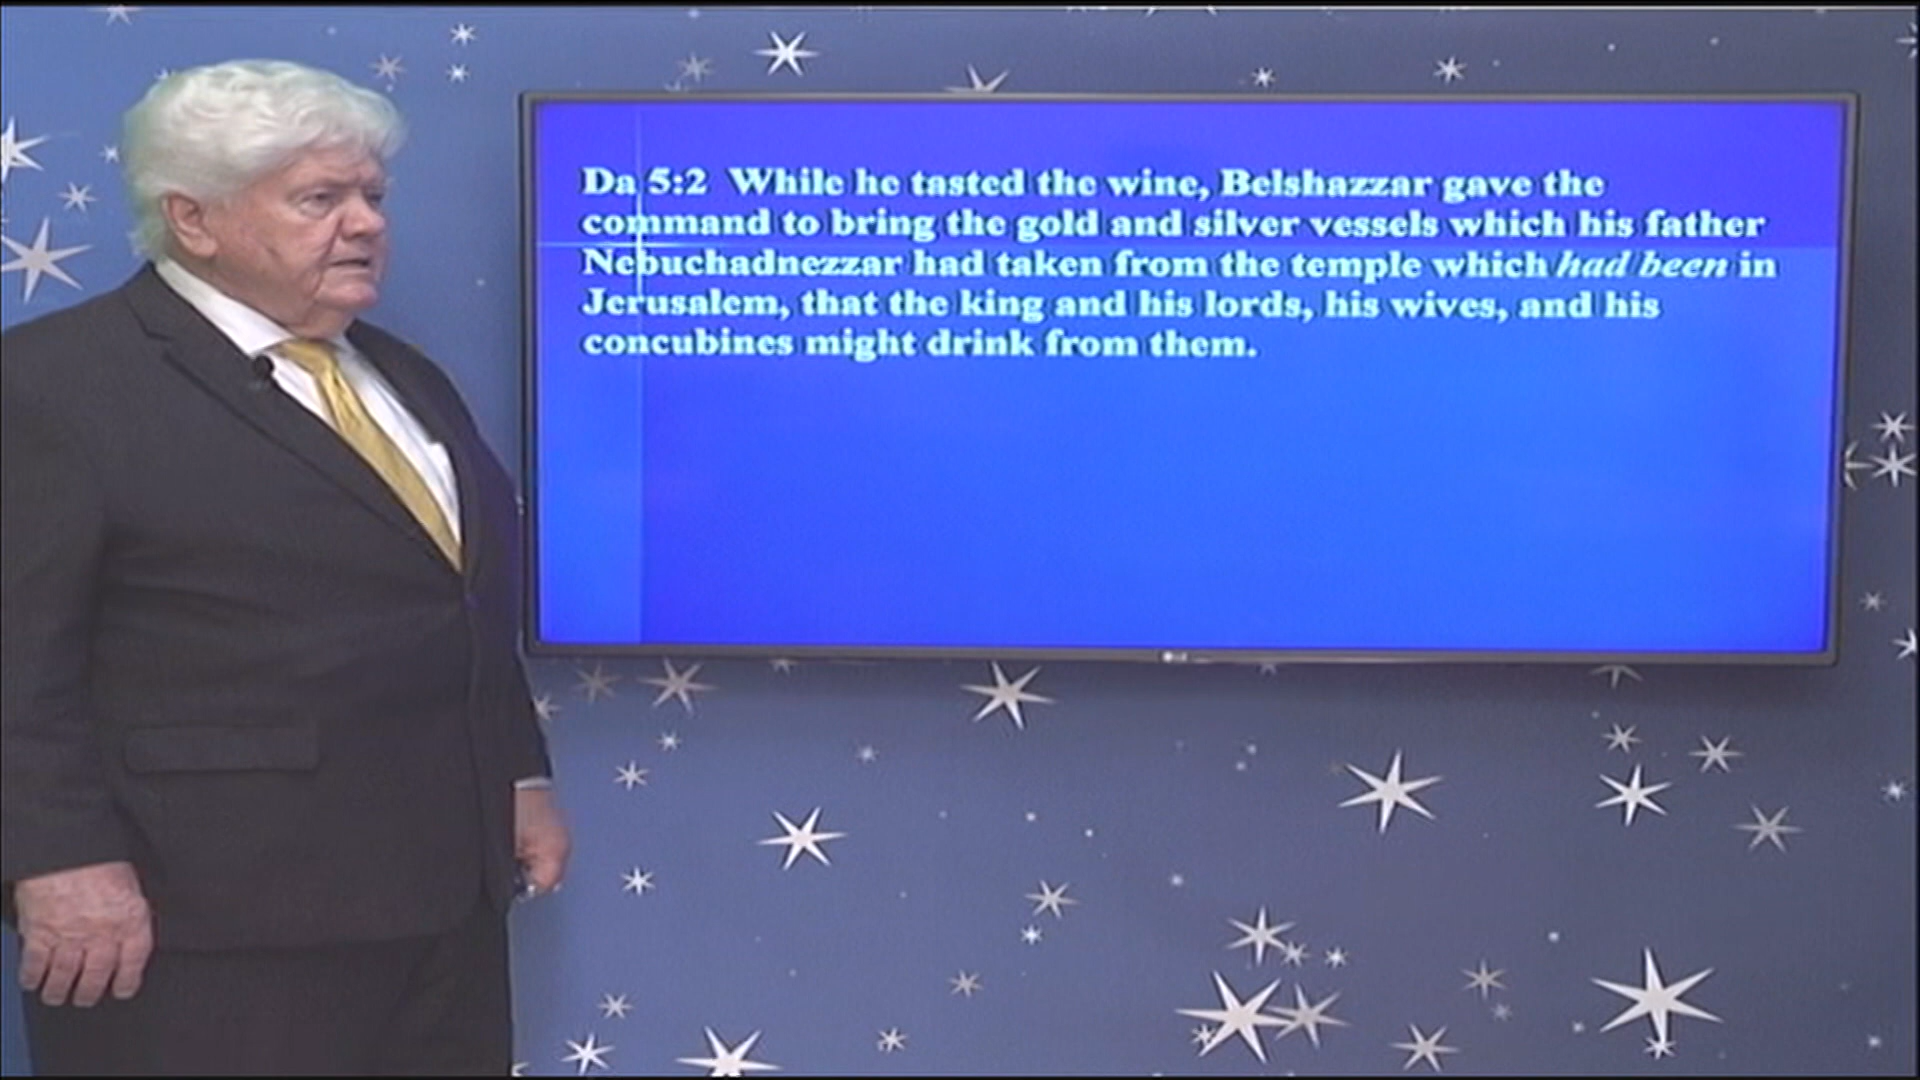 Da 5:2  While he tasted the wine, Belshazzar gave the
command to bring the gold and silver vessels which his father
Nebuchadnezzar had taken from the temple which had been in
Jerusalem, that the king and his lords, his wives, and his
concubines might drink from them.
LG